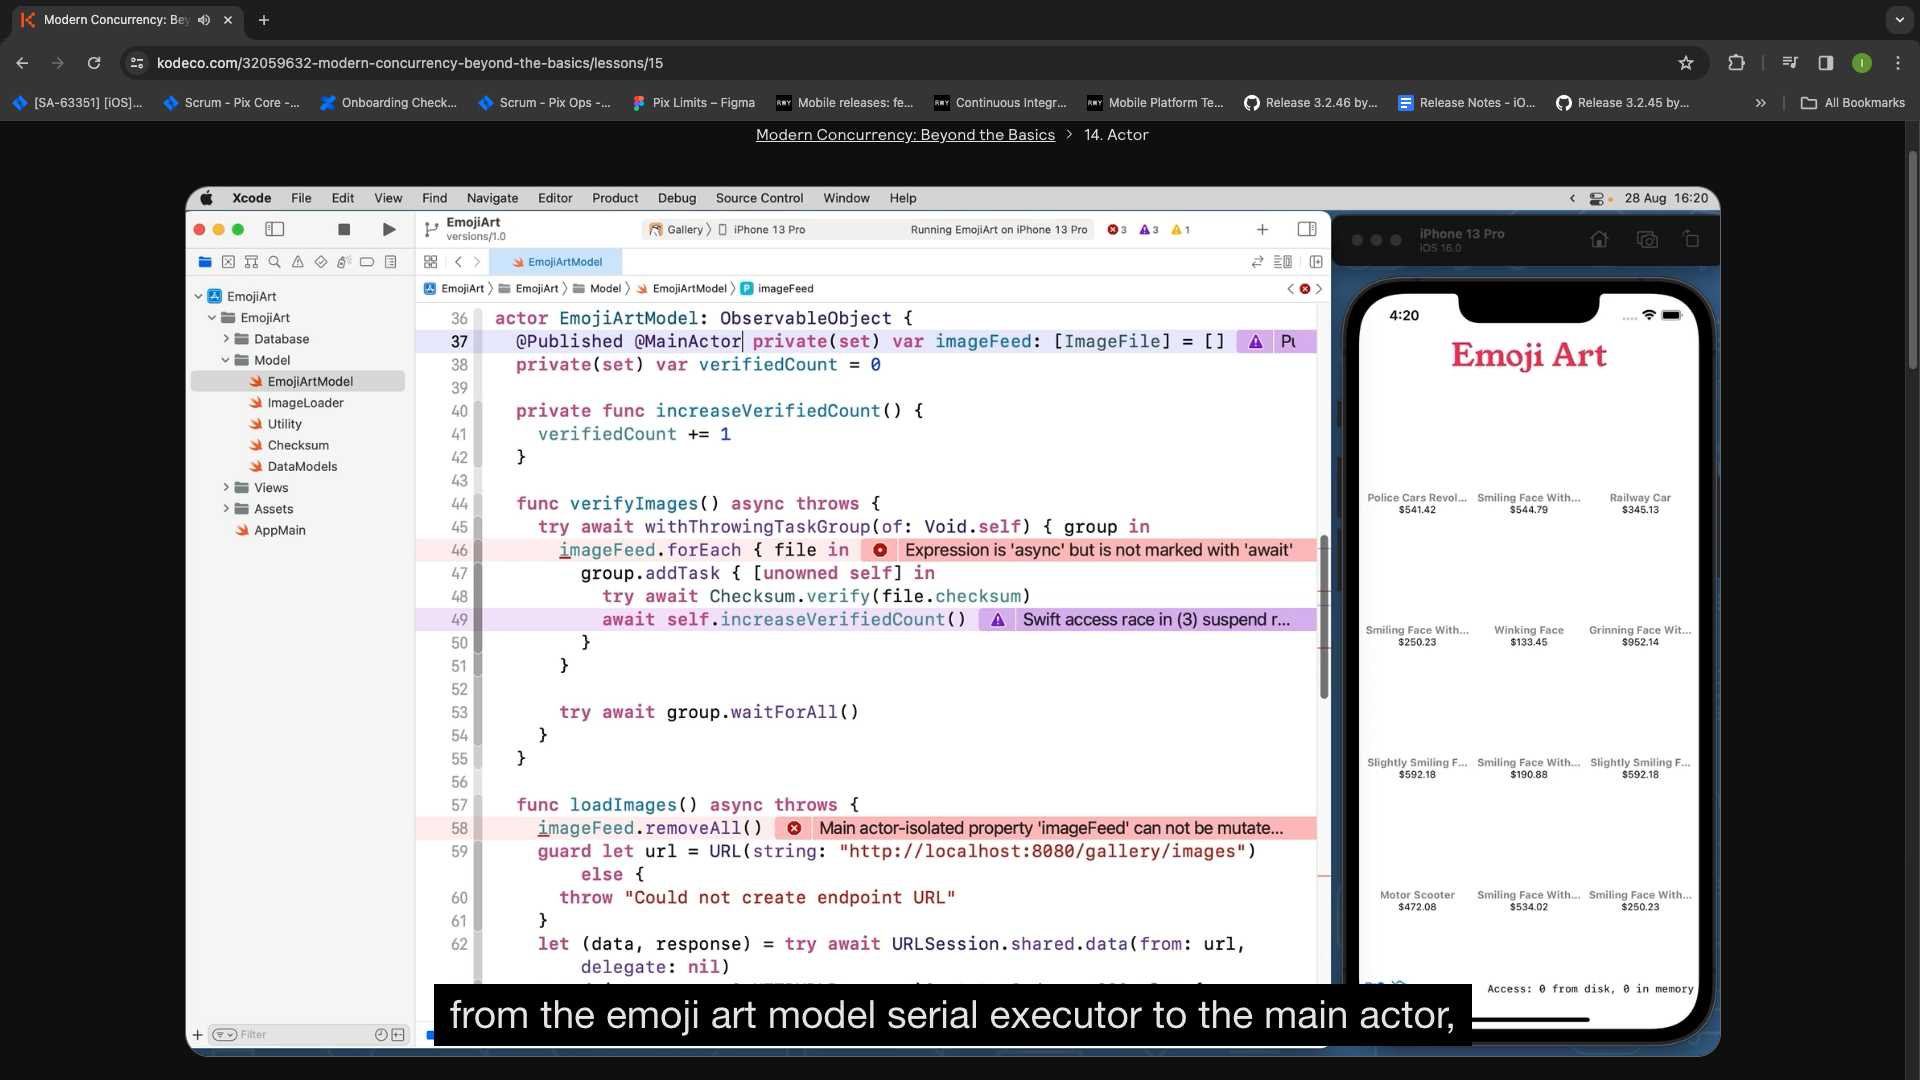 Modern Concurrency: Bey
kodeco.com/32059632-modern-concurrency-beyond-the-basics/lessons/15
I
[SA-63351] [iOS]...
Scrum - Pix Core -...
Onboarding Check...
Scrum - Pix Ops -...
Pix Limits – Figma
RWY
Mobile releases: fe...
RWY
Continuous Integr...
RWY
Mobile Platform Te...
Release 3.2.46 by...
Release Notes - iO...
Release 3.2.45 by...
»
All Bookmarks
Modern Concurrency: Beyond the Basics > 14. Actor
Xcode File Edit View Find Navigate Editor Product Debug Source Control Window Help
28 Aug 16:20
EmojiArt
versions/1.0
Gallery 〉 iPhone 13 Pro
Running EmojiArt on iPhone 13 Pro
3 3 1
EmojiArtModel
EmojiArt 〉 EmojiArt 〉 Model 〉 EmojiArtModel 〉 P imageFeed
EmojiArt
EmojiArt
Database
Model
EmojiArtModel
ImageLoader
Utility
Checksum
DataModels
Views
Assets
AppMain
Filter
36 actor EmojiArtModel: ObservableObject {
37 @Published @MainActor private(set) var imageFeed: [ImageFile] = [] Pu
38 private(set) var verifiedCount = 0
39
40 private func increaseVerifiedCount() {
41 verifiedCount += 1
42 }
43
44 func verifyImages() async throws {
45 try await withThrowingTaskGroup(of: Void.self) { group in
46 imageFeed.forEach { file in Expression is 'async' but is not marked with 'await'
47 group.addTask { [unowned self] in
48 try await Checksum.verify(file.checksum)
49 await self.increaseVerifiedCount() Swift access race in (3) suspend r...
50 }
51 }
52
53 try await group.waitForAll()
54 }
55 }
56
57 func loadImages() async throws {
58 imageFeed.removeAll() Main actor-isolated property 'imageFeed' can not be mutate...
59 guard let url = URL(string: "http://localhost:8080/gallery/images")
else {
60 throw "Could not create endpoint URL"
61 }
62 let (data, response) = try await URLSession.shared.data(from: url,
delegate: nil)
iPhone 13 Pro
iOS 16.0
4:20
Emoji Art
Police Cars Revol... Smiling Face With... Railway Car
$541.42 $544.79 $345.13
Smiling Face With... Winking Face Grinning Face Wit...
$250.23 $133.45 $952.14
Slightly Smiling F... Smiling Face With... Slightly Smiling F...
$592.18 $190.88 $592.18
Motor Scooter Smiling Face With... Smiling Face With...
$472.08 $534.02 $250.23
Access: 0 from disk, 0 in memory
from the emoji art model serial executor to the main actor,